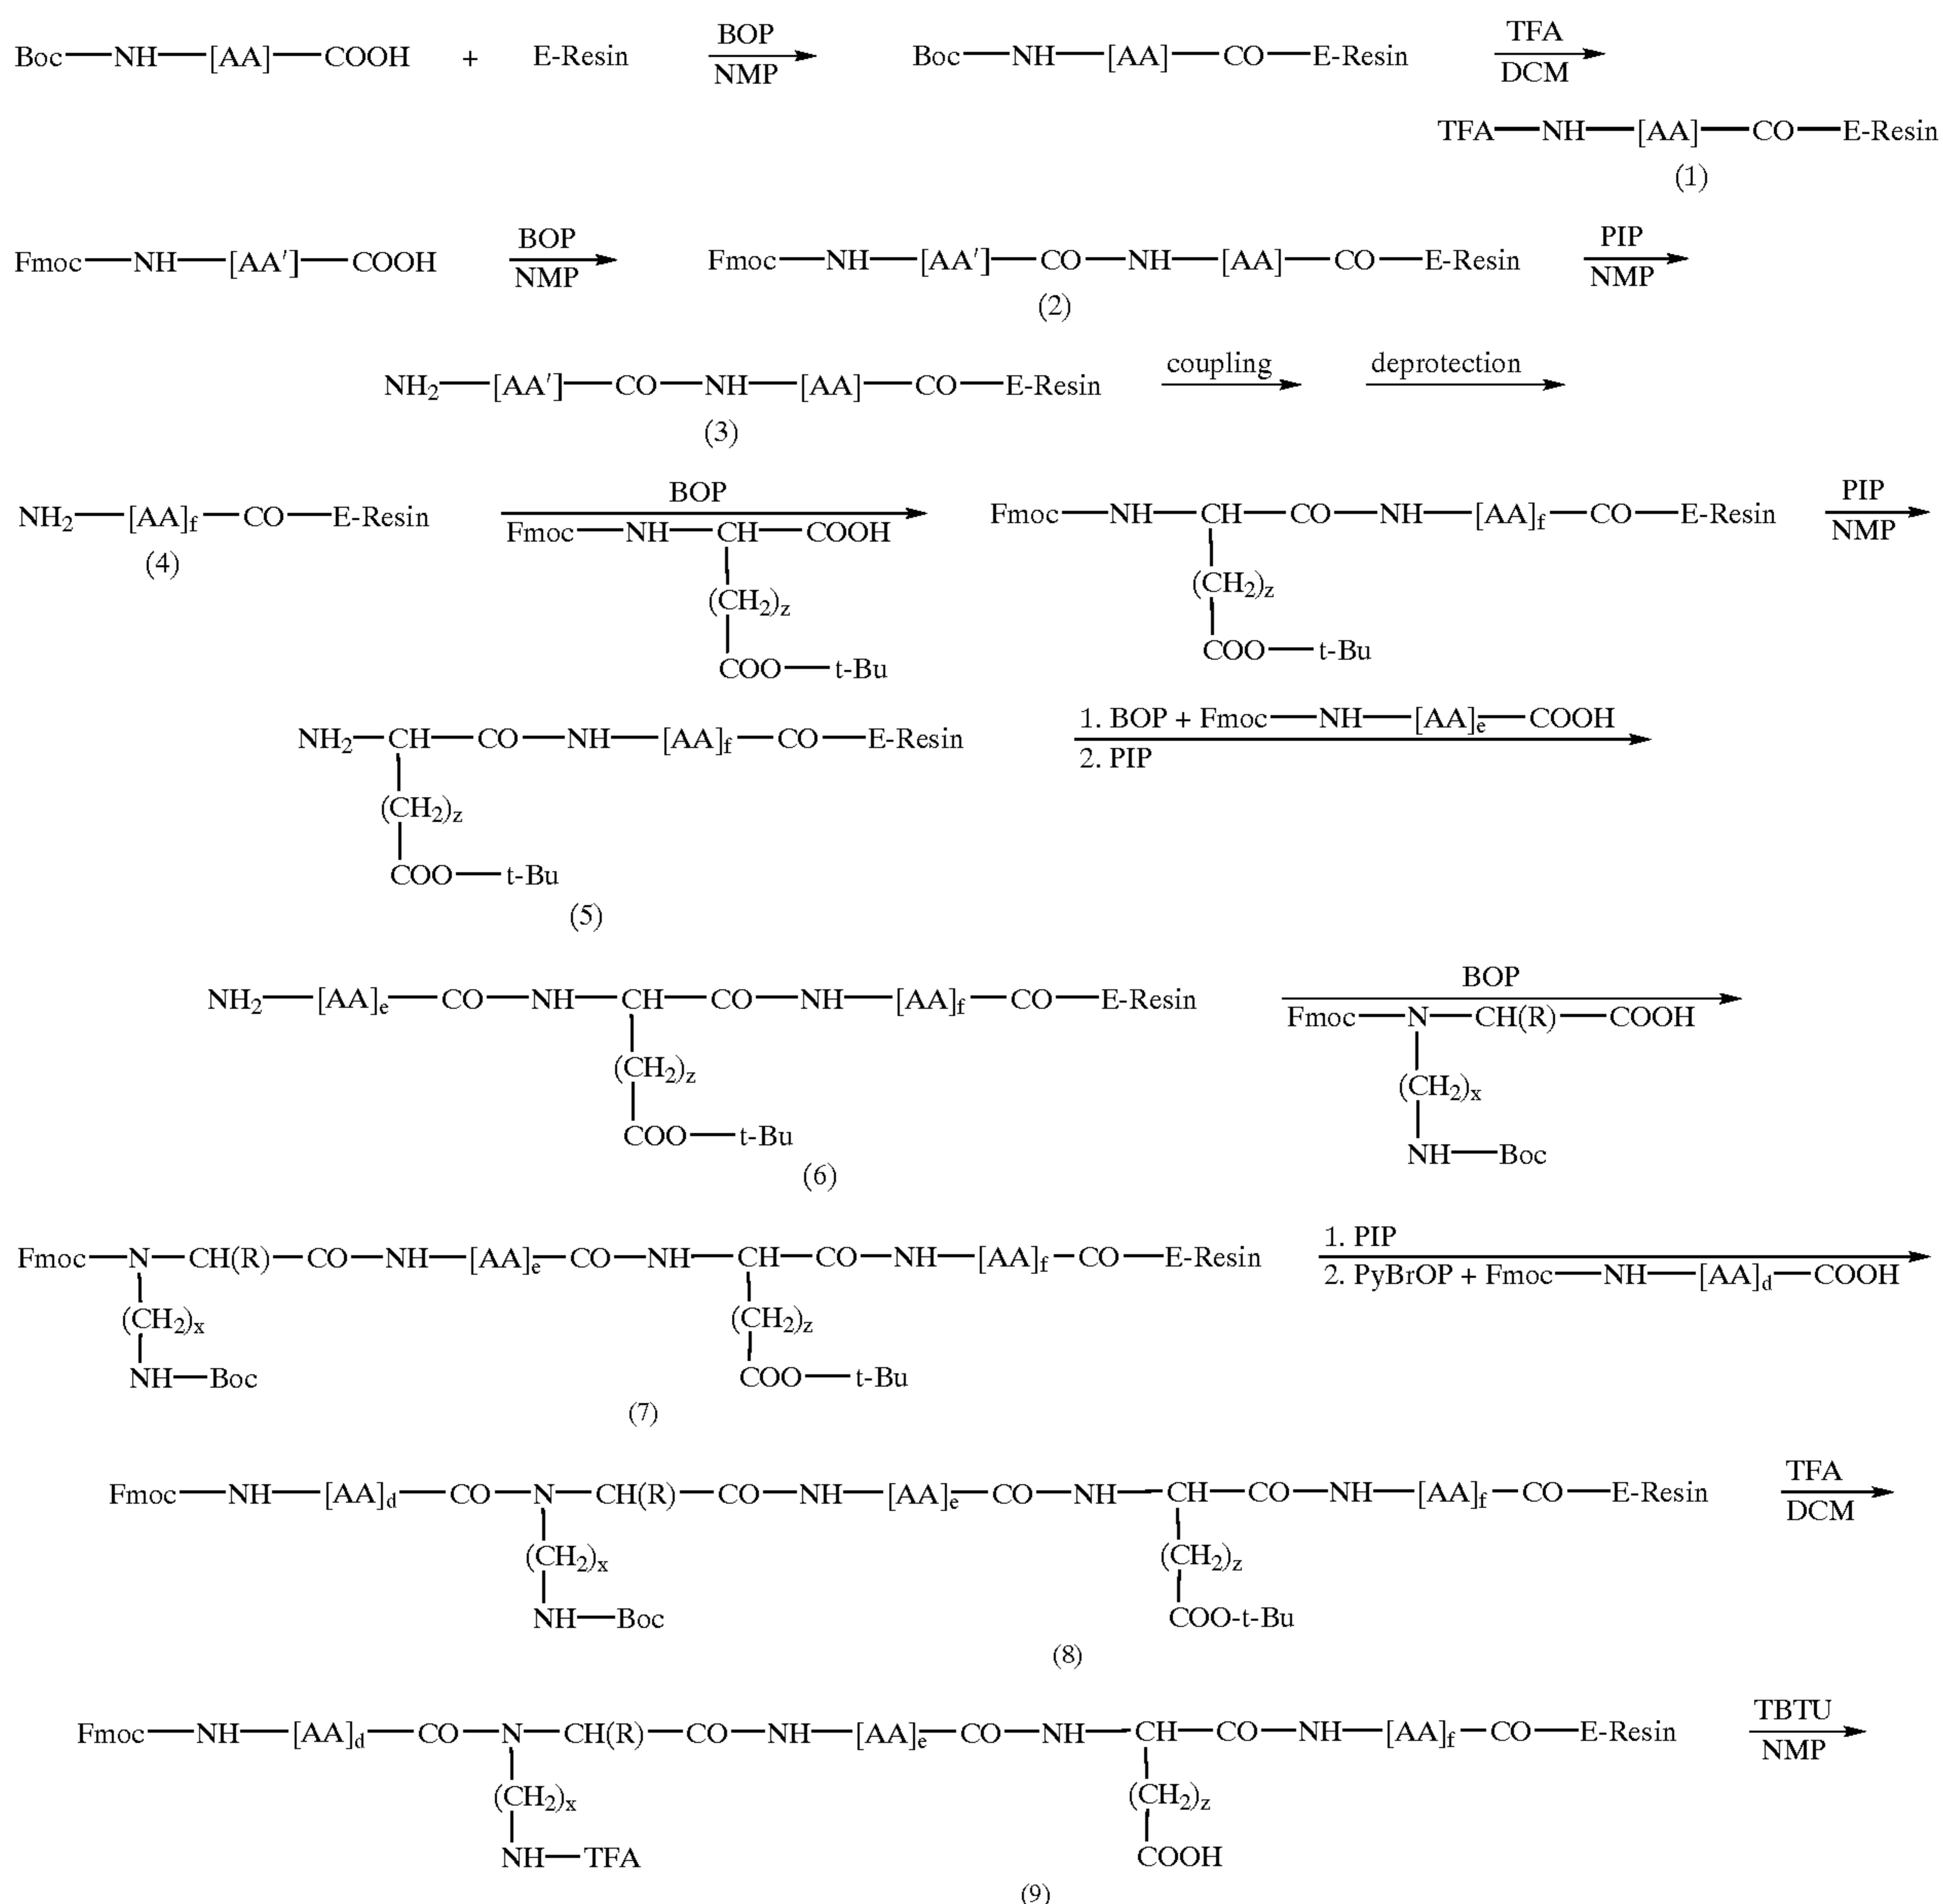 Boc—NH—[AA]—COOH + E-Resin BOP NMP Boc—NH—[AA]—CO—E-Resin TFA DCM
TFA—NH—[AA]—CO—E-Resin
(1)
Fmoc—NH—[AA′]—COOH BOP NMP Fmoc—NH—[AA′]—CO—NH—[AA]—CO—E-Resin PIP NMP
(2)
NH2—[AA′]—CO—NH—[AA]—CO—E-Resin coupling deprotection
(3)
NH2—[AA]f—CO—E-Resin BOP Fmoc—NH—CH—CO—NH—[AA]f—CO—E-Resin PIP NMP
Fmoc—NH—CH—COOH
(4)
(CH2)z (CH2)z
COO—t-Bu COO—t-Bu
NH2—CH—CO—NH—[AA]f—CO—E-Resin 1. BOP + Fmoc—NH—[AA]e—COOH
2. PIP
(CH2)z
COO—t-Bu
(5)
NH2—[AA]e—CO—NH—CH—CO—NH—[AA]f—CO—E-Resin BOP
Fmoc—N—CH(R)—COOH
(CH2)z (CH2)x
COO—t-Bu NH—Boc
(6)
Fmoc—N—CH(R)—CO—NH—[AA]e—CO—NH—CH—CO—NH—[AA]f—CO—E-Resin 1. PIP
2. PyBrOP + Fmoc—NH—[AA]d—COOH
(CH2)x (CH2)z
NH—Boc COO—t-Bu
(7)
Fmoc—NH—[AA]d—CO—N—CH(R)—CO—NH—[AA]e—CO—NH—CH—CO—NH—[AA]f—CO—E-Resin TFA DCM
(CH2)x (CH2)z
NH—Boc COO-t-Bu
(8)
Fmoc—NH—[AA]d—CO—N—CH(R)—CO—NH—[AA]e—CO—NH—CH—CO—NH—[AA]f—CO—E-Resin TBTU NMP
(CH2)x (CH2)z
NH—TFA COOH
(9)